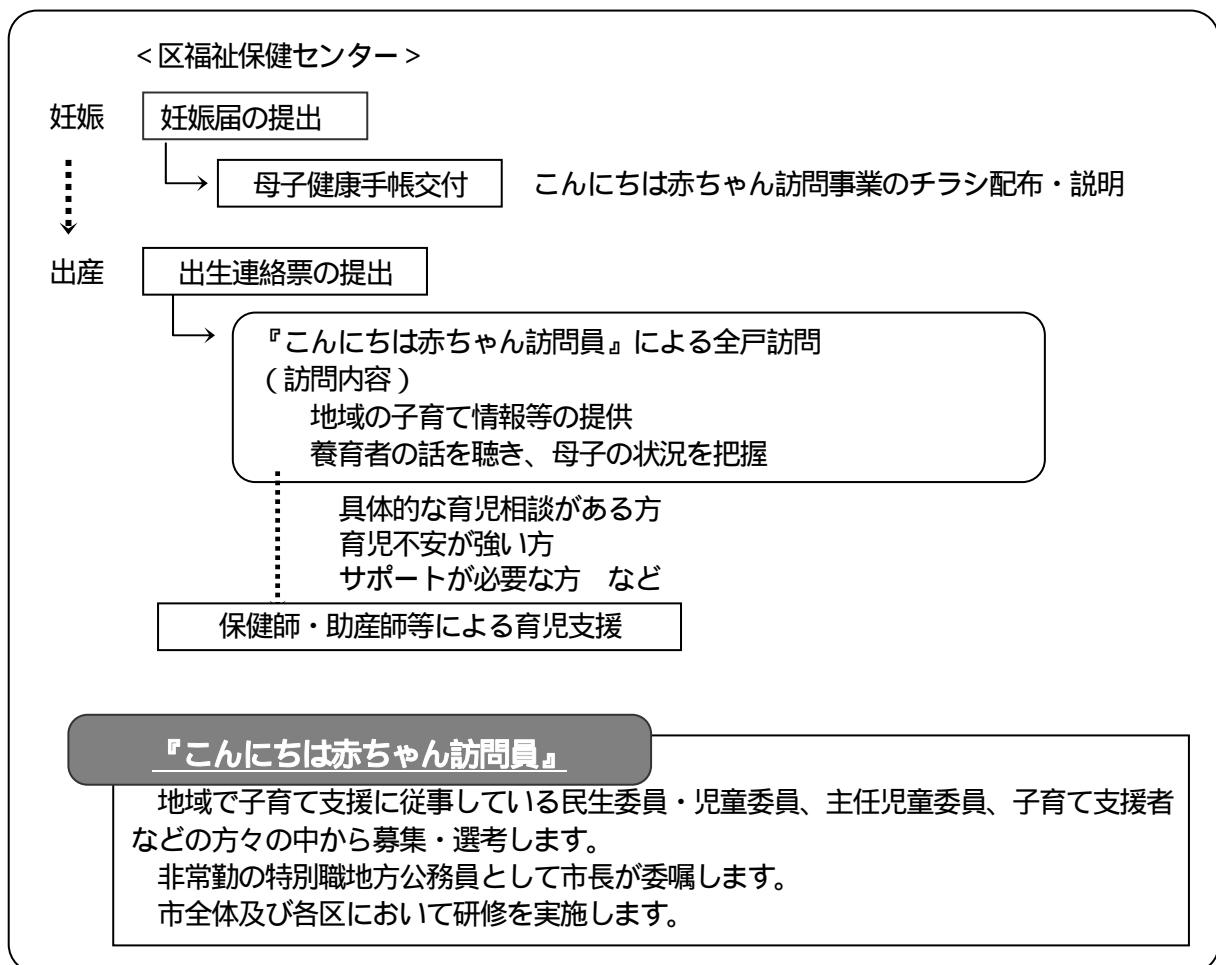 <区福祉保健センター>
妊娠 妊娠届の提出
母子健康手帳交付 こんにちは赤ちゃん訪問事業のチラシ配布・説明
出産 出生連絡票の提出
『こんにちは赤ちゃん訪問員』による全戸訪問
(訪問内容)
地域の子育て情報等の提供
養育者の話を聴き、母子の状況を把握
具体的な育児相談がある方
育児不安が強い方
サポートが必要な方 など
保健師・助産師等による育児支援
『こんにちは赤ちゃん訪問員』
地域で子育て支援に従事している民生委員・児童委員、主任児童委員、子育て支援者
などの方々の中から募集・選考します。
非常勤の特別職地方公務員として市長が委嘱します。
市全体及び各区において研修を実施します。